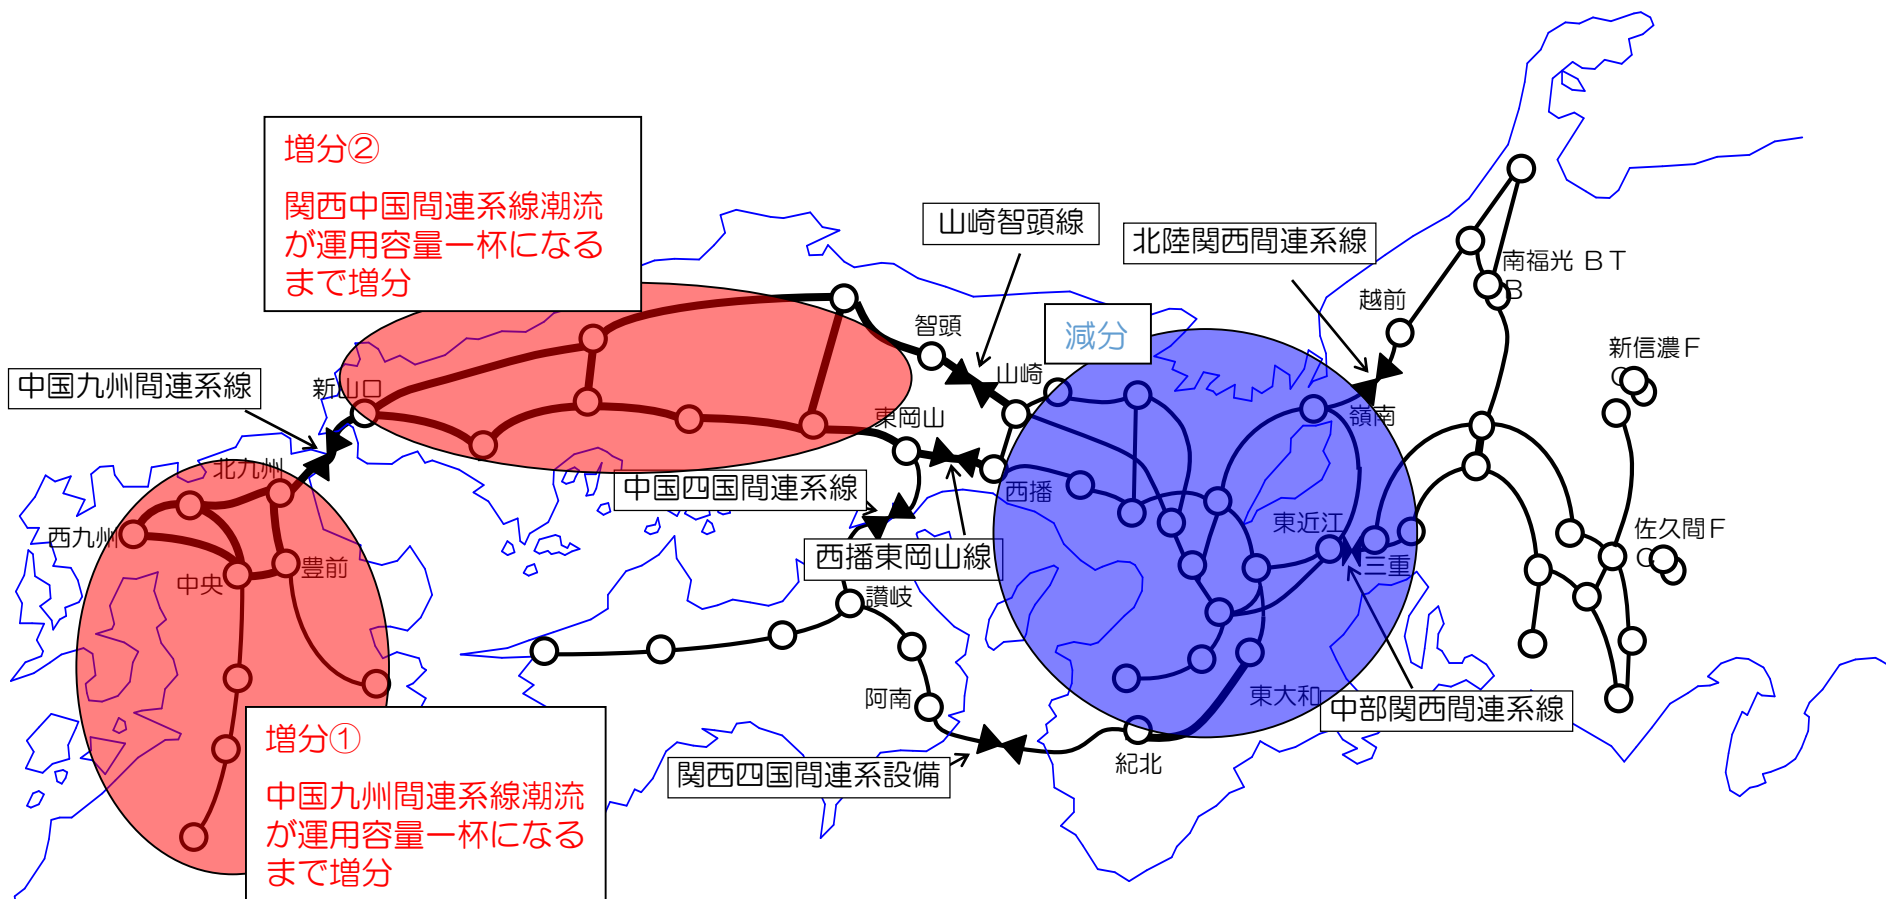 増分②
関西中国間連系線潮流
が運用容量一杯になる
まで増分
山崎智頭線
北陸関西間連系線
南福光 BT
B
越前
智頭
減分
新信濃F
C
山崎
中国九州間連系線
新山口
東岡山
嶺南
北九州
中国四国間連系線
西播
西九州
東近江
佐久間F
C
西播東岡山線
三重
中央
豊前
讃岐
阿南
東大和
中部関西間連系線
増分①
中国九州間連系線潮流
が運用容量一杯になる
まで増分
関西四国間連系設備
紀北